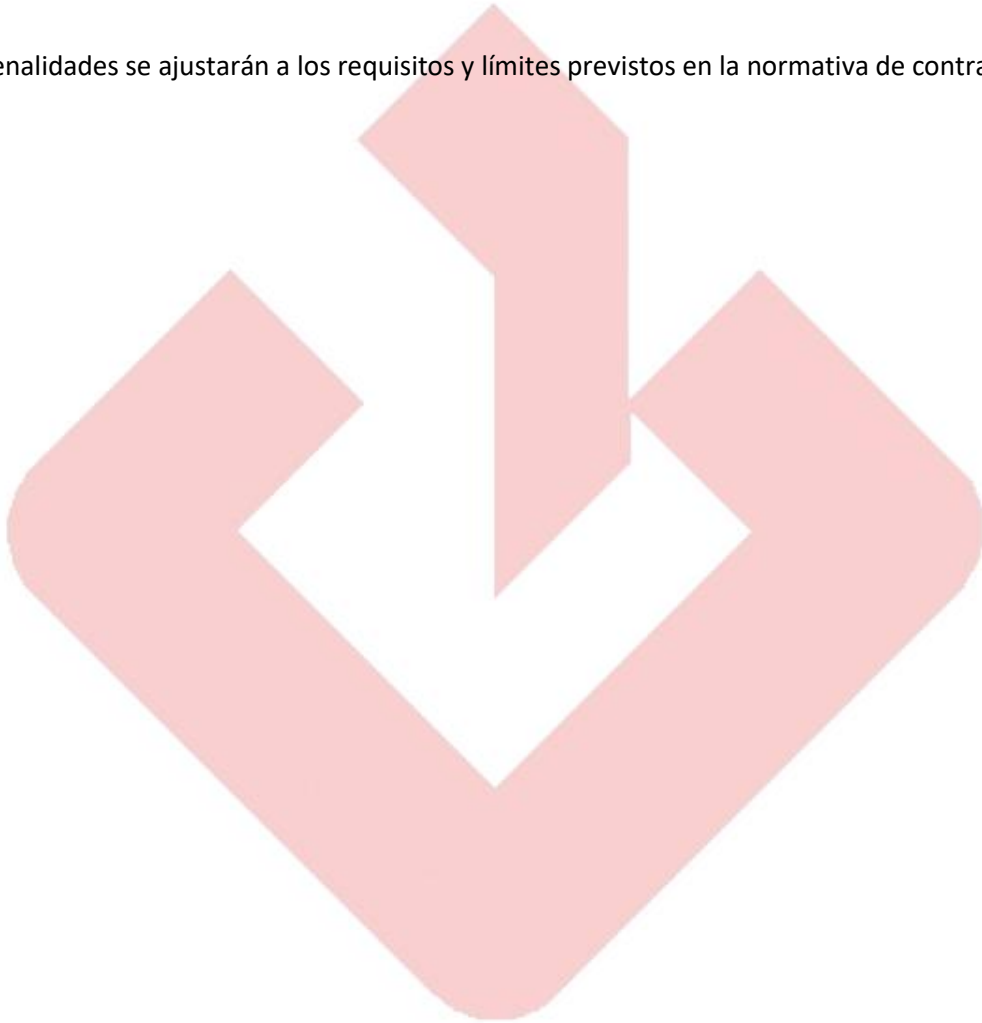 enalidades se ajustarán a los requisitos y límites previstos en la normativa de contra